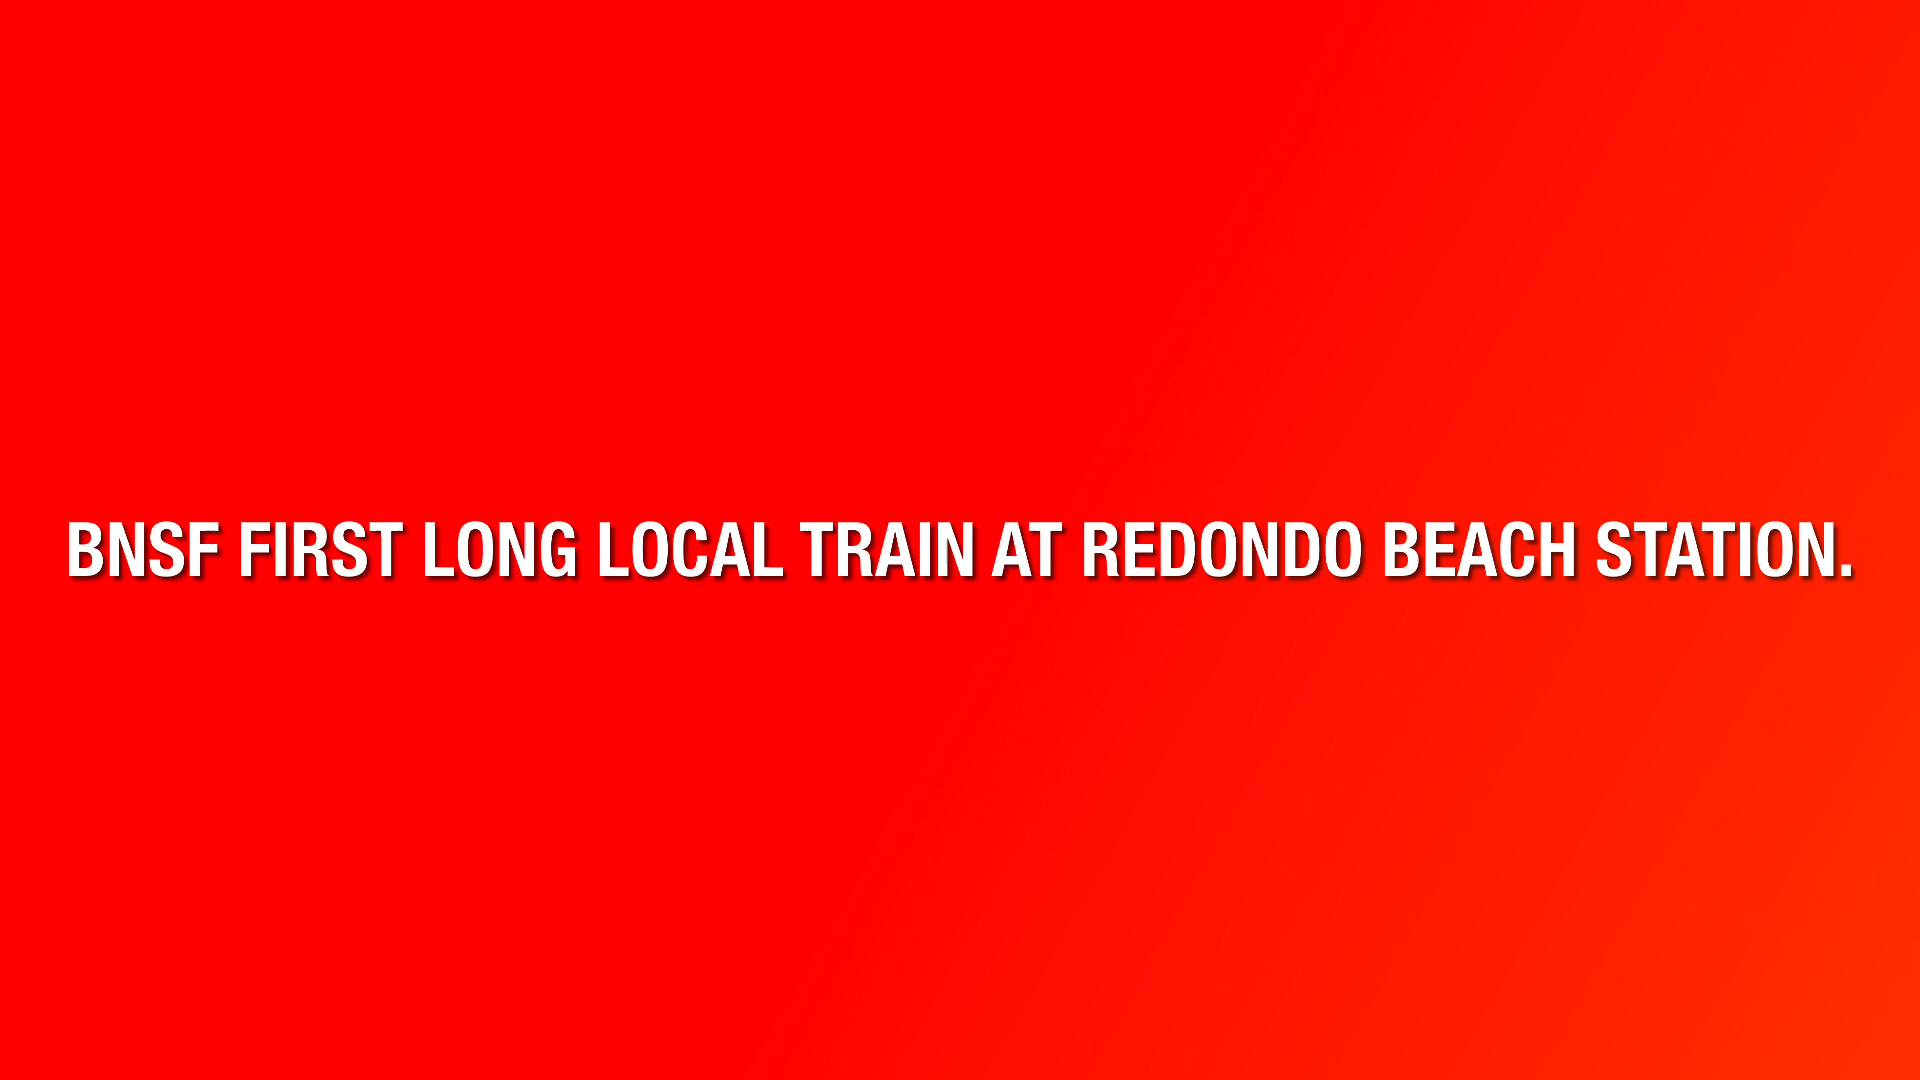 BNSF FIRST LONG LOCAL TRAIN AT REDONDO BEACH STATION.